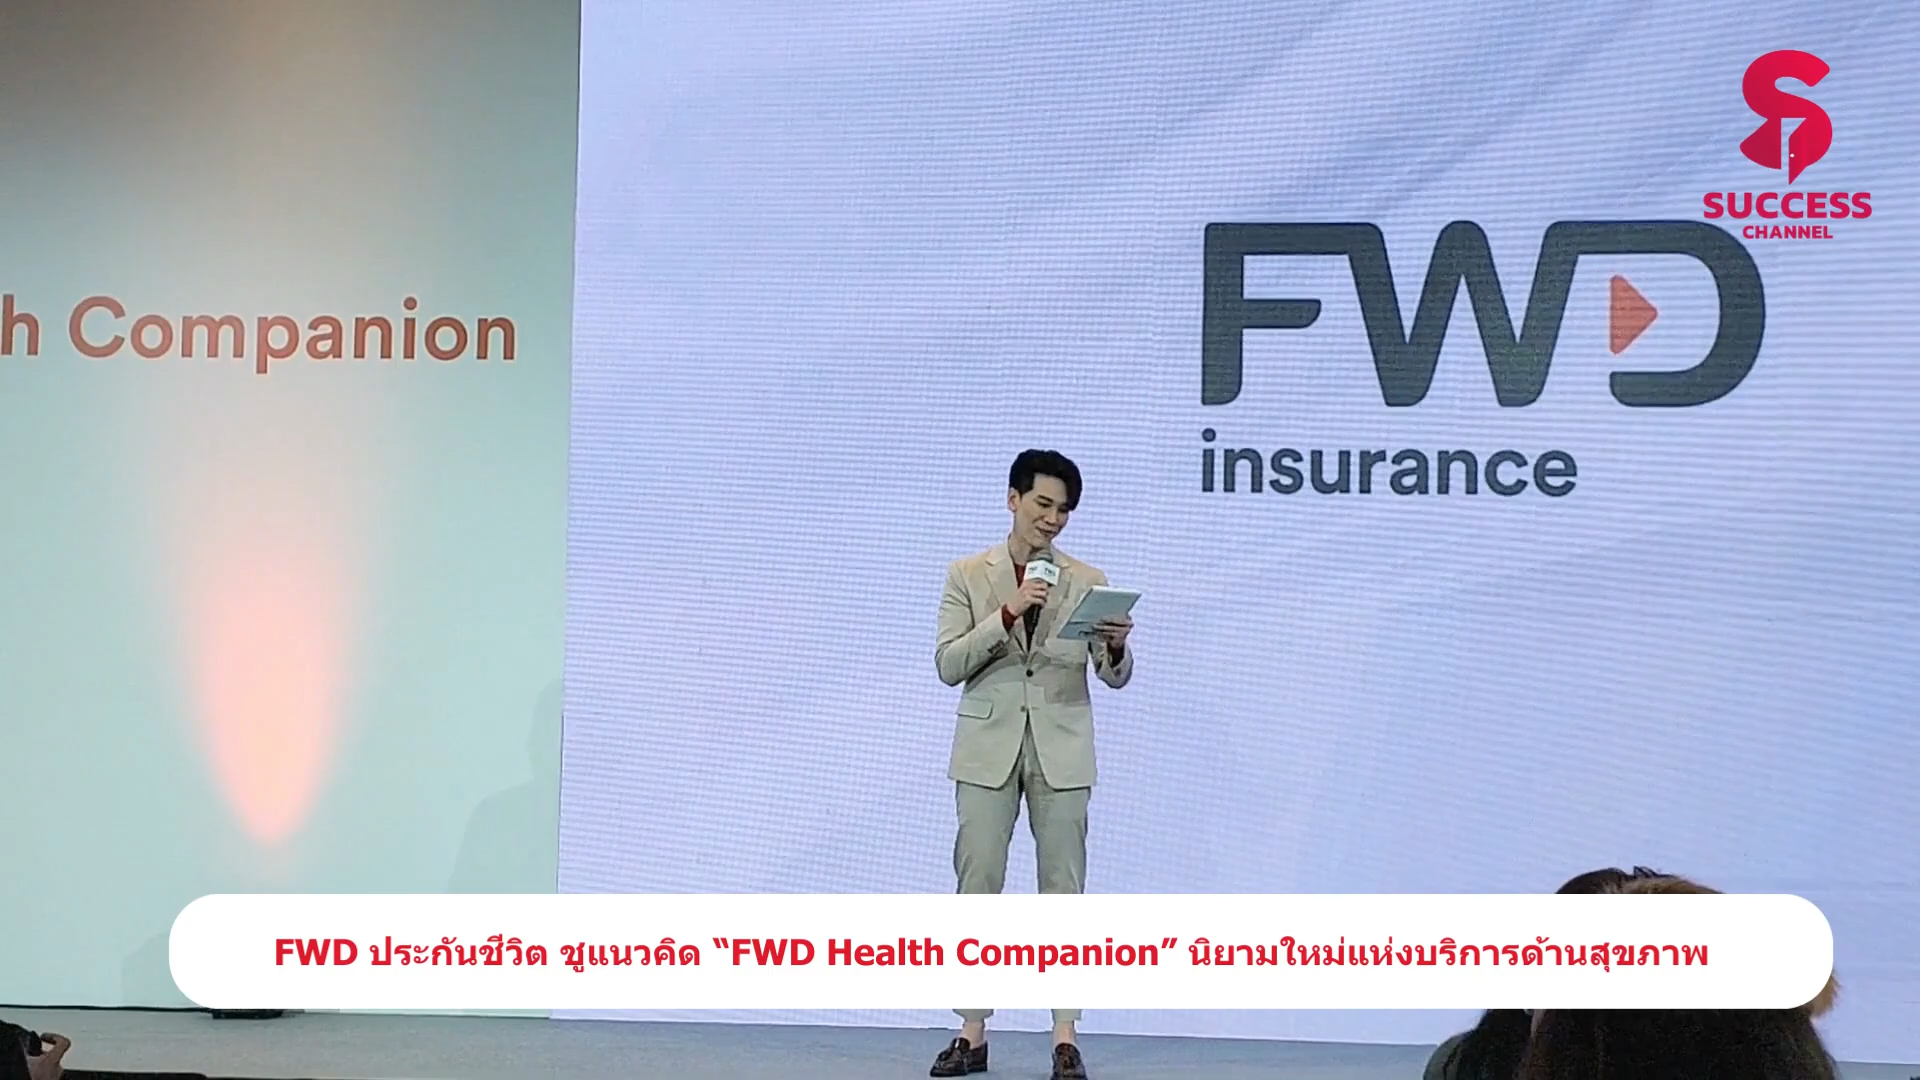 SUCCESS
CHANNEL
h Companion
FWD
insurance
FWD ประกันชีวิต ชูแนวคิด “FWD Health Companion” นิยามใหม่แห่งบริการด้านสุขภาพ